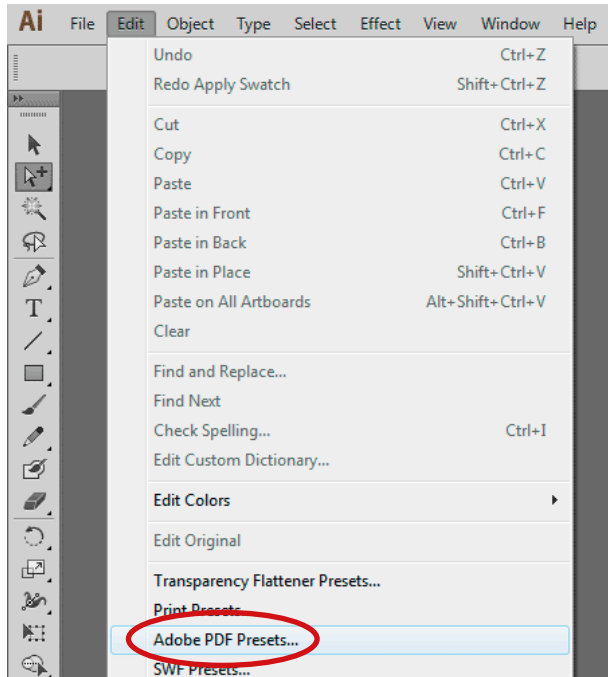 Ai File Edit Object Type Select Effect View Window Help
Undo Ctrl+Z
Redo Apply Swatch Shift+Ctrl+Z
Cut Ctrl+X
Copy Ctrl+C
Paste Ctrl+V
Paste in Front Ctrl+F
Paste in Back Ctrl+B
Paste in Place Shift+Ctrl+V
Paste on All Artboards Alt+Shift+Ctrl+V
Clear
Find and Replace...
Find Next
Check Spelling... Ctrl+I
Edit Custom Dictionary...
Edit Colors
Edit Original
Transparency Flattener Presets...
Print Presets...
Adobe PDF Presets...
SWF Presets...